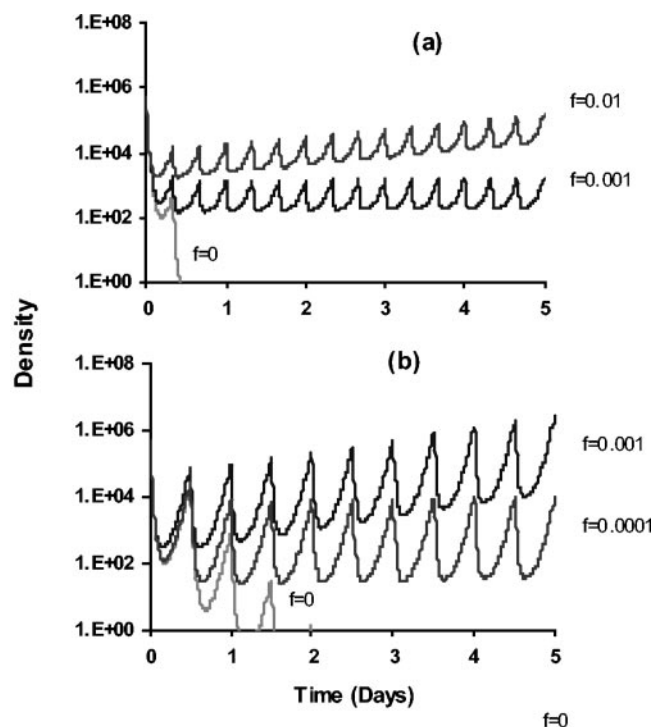 (a)
1.E+08
1.E+06
1.E+04
1.E+02
1.E+00
f=0.01
f=0.001
f=0
0 1 2 3 4 5
Density
(b)
1.E+08
1.E+06
1.E+04
1.E+02
1.E+00
f=0.001
f=0.0001
f=0
0 1 2 3 4 5
Time (Days)
f=0